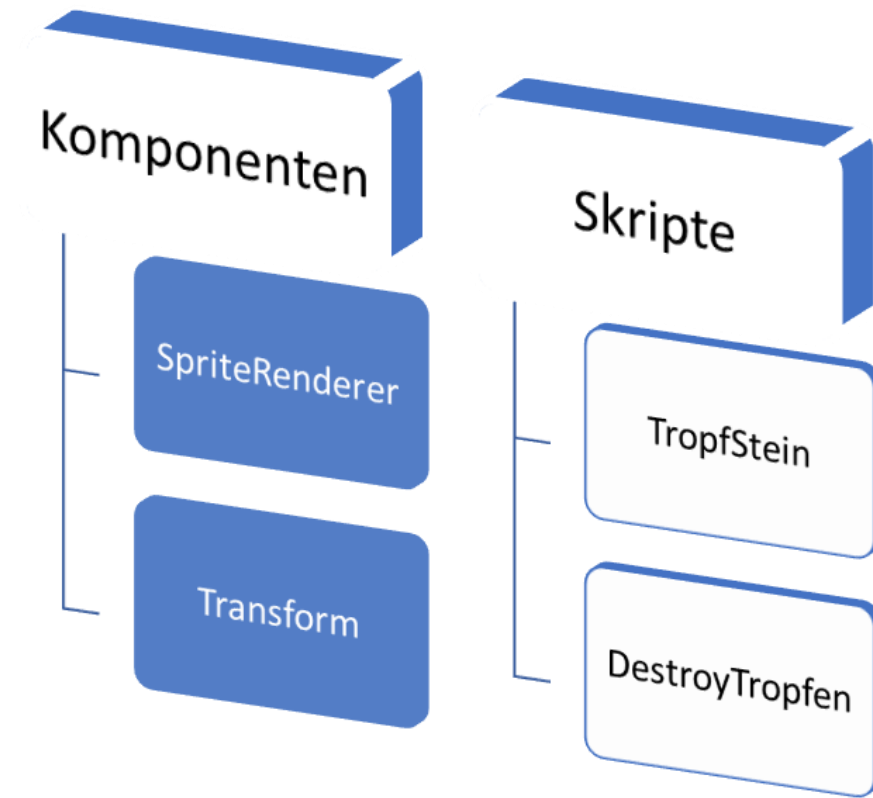 Komponenten
SpriteRenderer
Transform
Skripte
TropfStein
DestroyTropfen